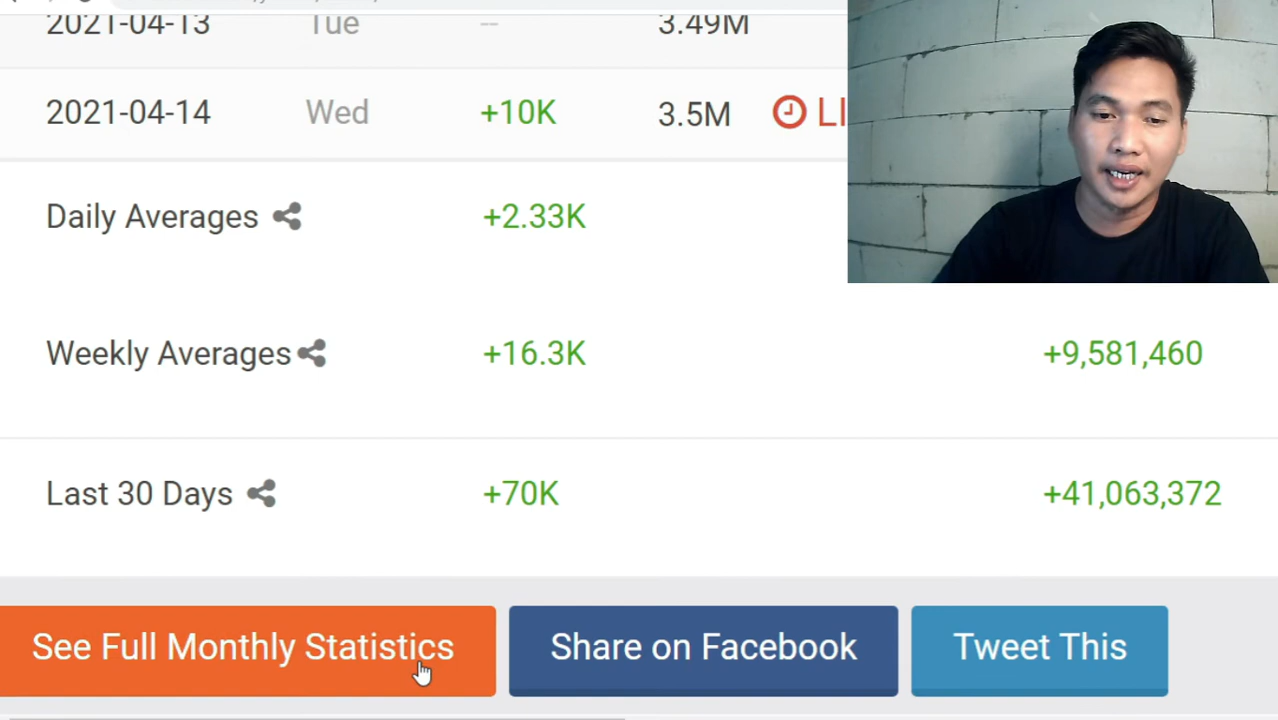 2021-04-13 Tue -- 3.49M
2021-04-14 Wed +10K 3.5M LI
Daily Averages +2.33K
Weekly Averages +16.3K +9,581,460
Last 30 Days +70K +41,063,372
See Full Monthly Statistics Share on Facebook Tweet This